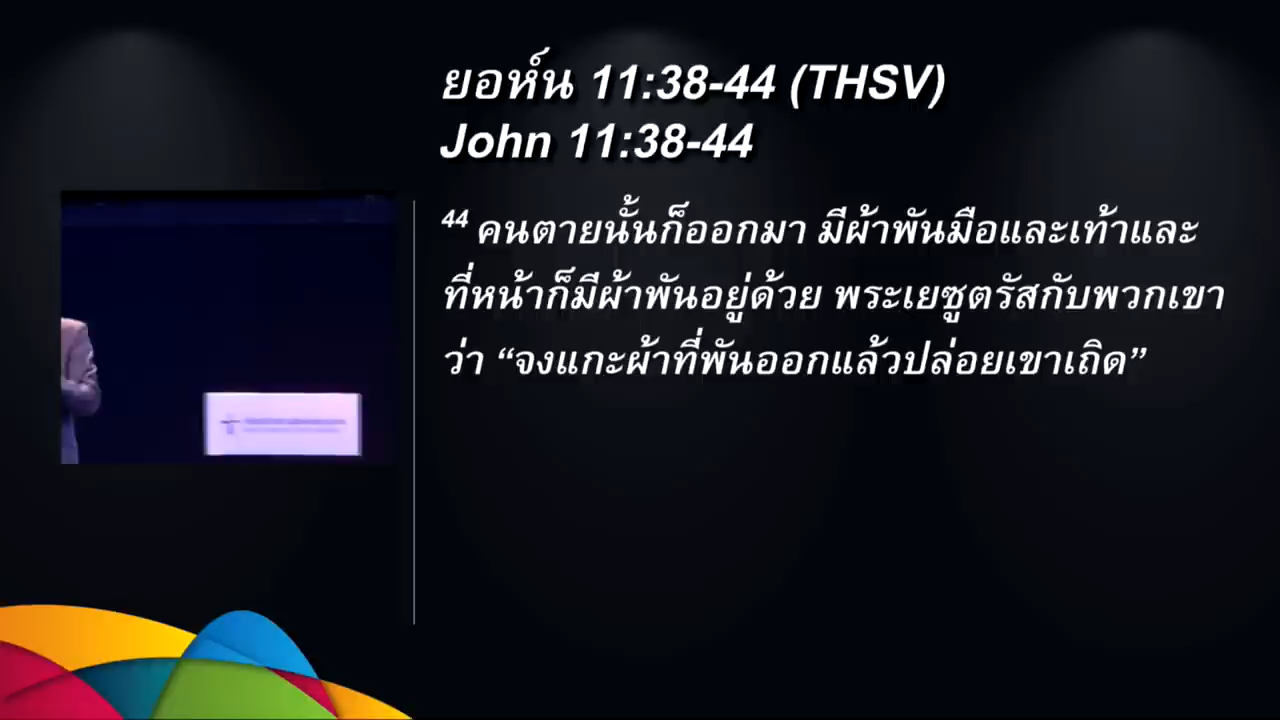 ยอห์น 11:38-44 (THSV)
John 11:38-44
44 คนตายนั้นก็ออกมา มีผ้าพันมือและเท้าและ
ที่หน้าก็มีผ้าพันอยู่ด้วย พระเยซูตรัสกับพวกเขา
ว่า “จงแกะผ้าที่พันออกแล้วปล่อยเขาเถิด”